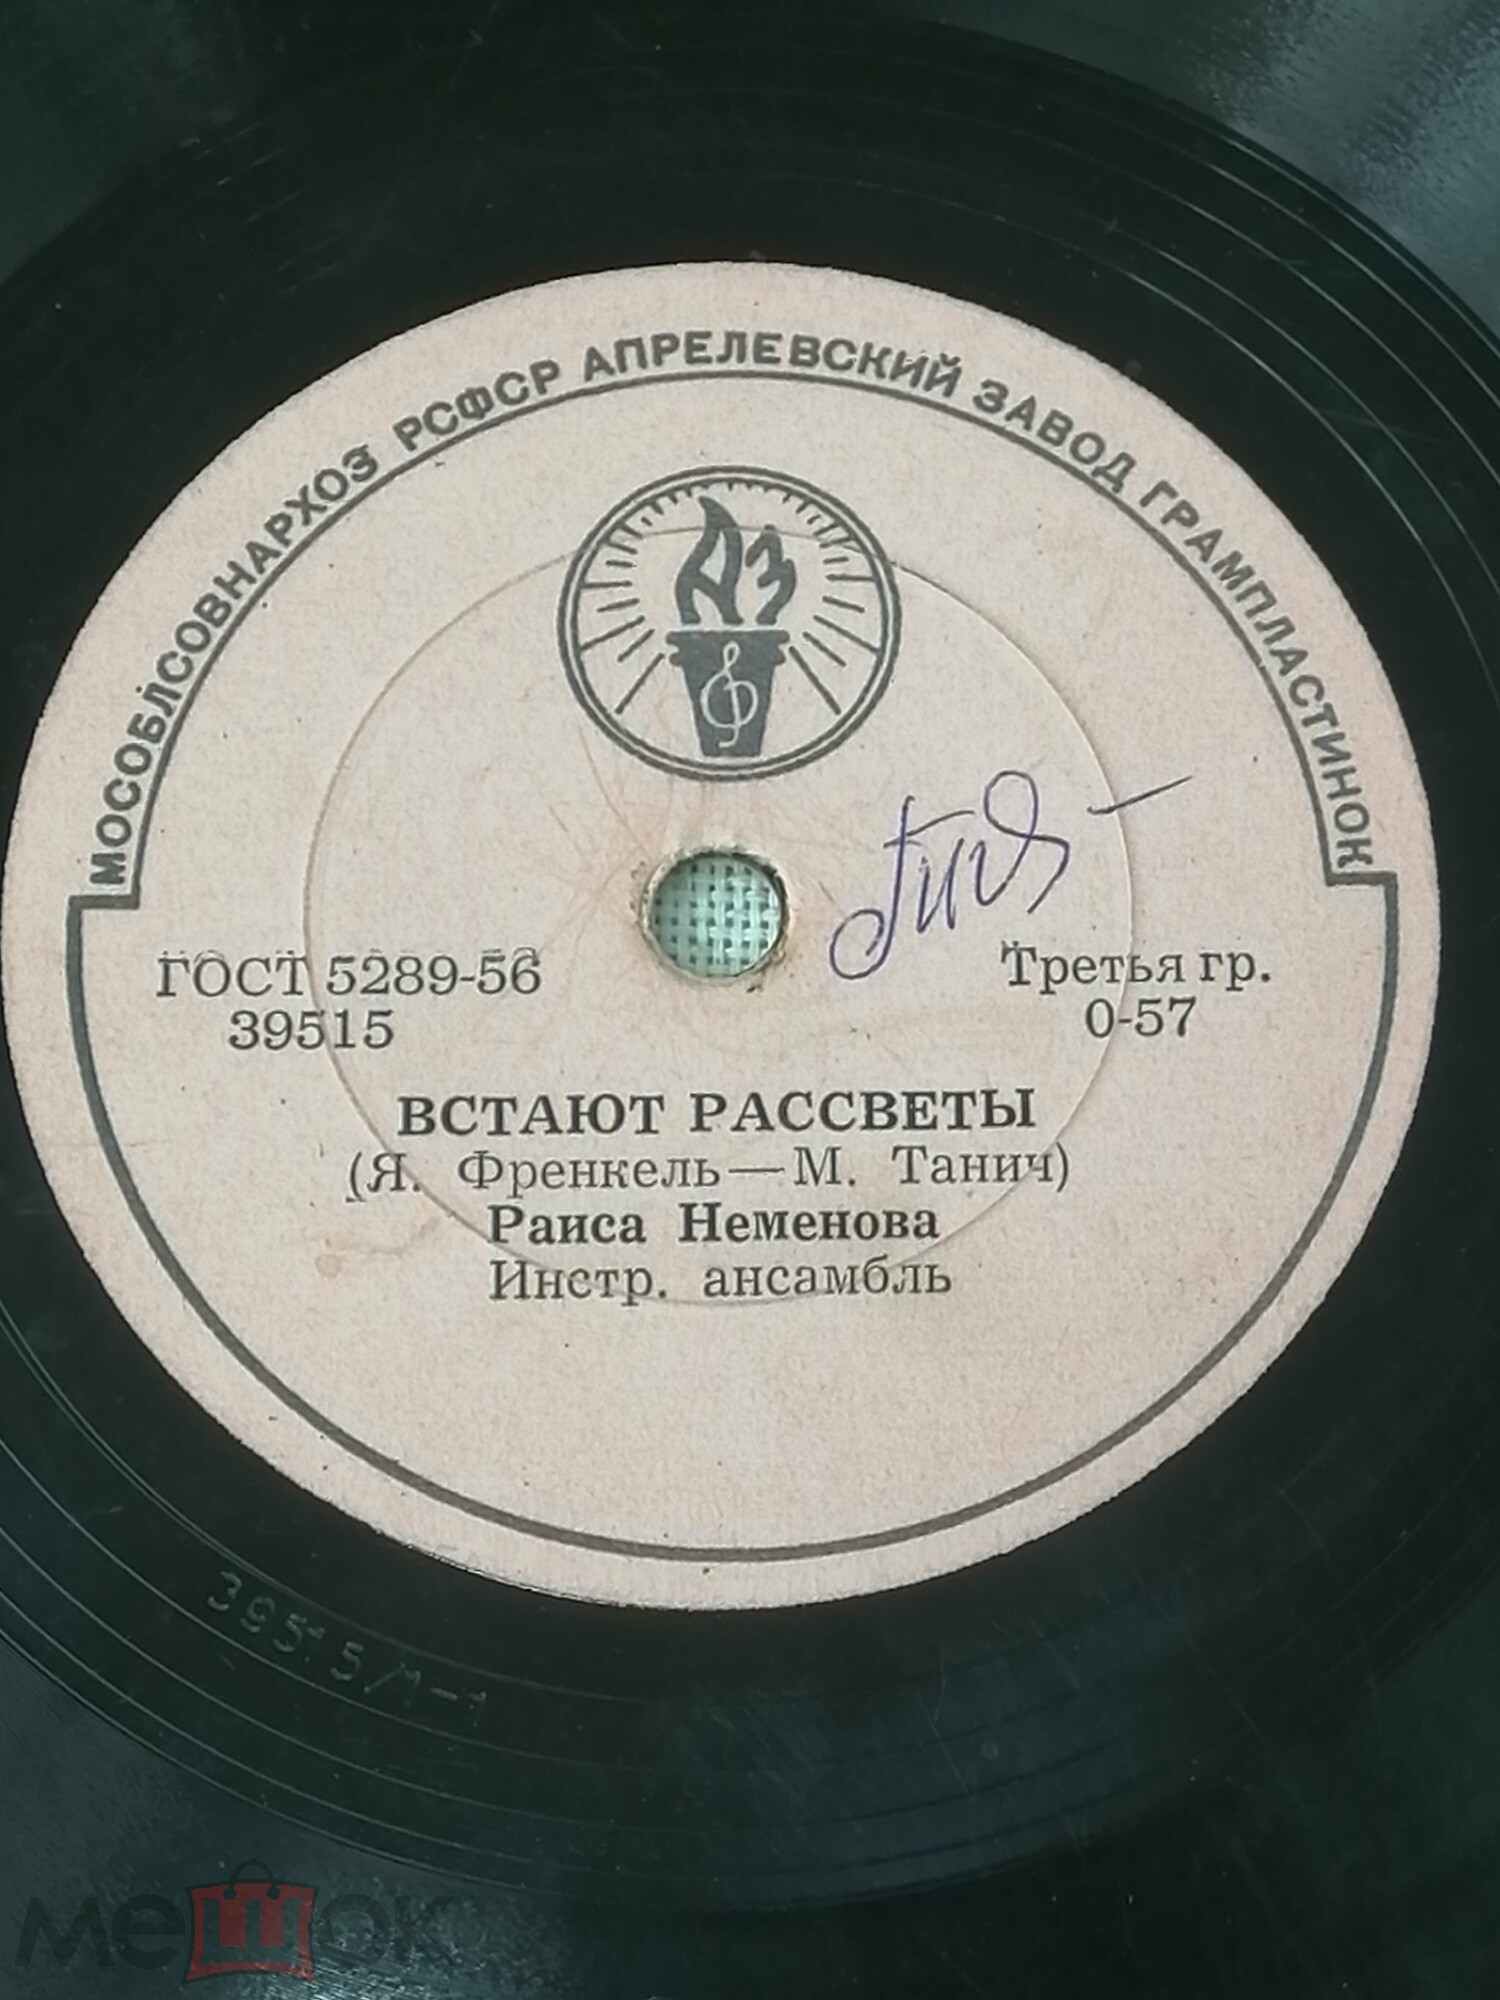 МОСОБЛСОВНАРХОЗ РСФСР АПРЕЛЕВСКИЙ ЗАВОД ГРАМПЛАСТИНОК
АЗ
ГОСТ 5289-56
39515
Третья гр.
0-57
ВСТАЮТ РАССВЕТЫ
(Я. Френкель—М. Танич)
Раиса Неменова
Инстр. ансамбль
39515/1-1
мешок